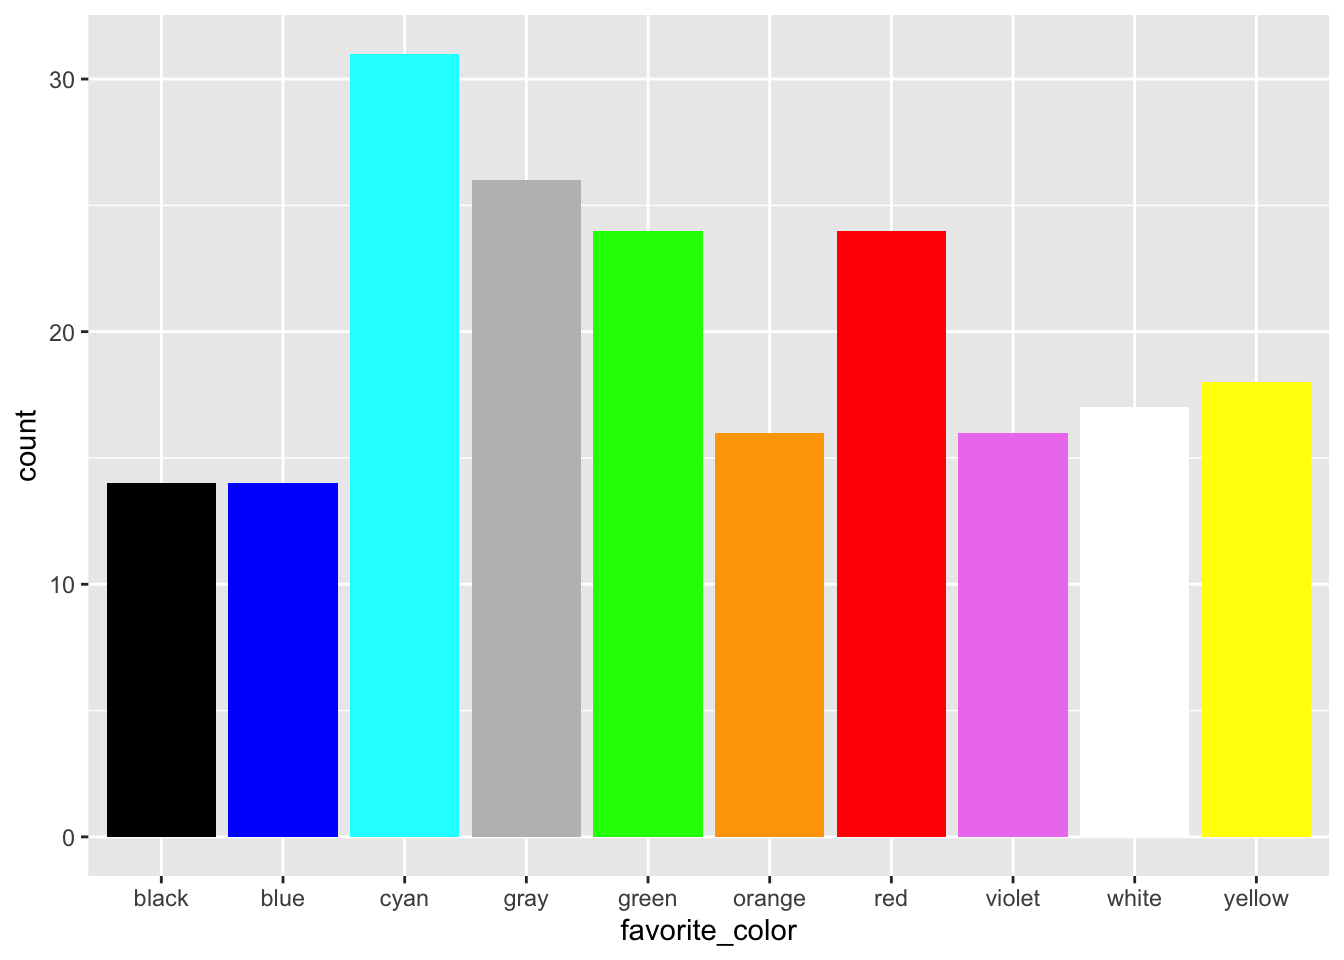 30
20
10
0
count
black blue cyan gray green orange red violet white yellow
favorite_color